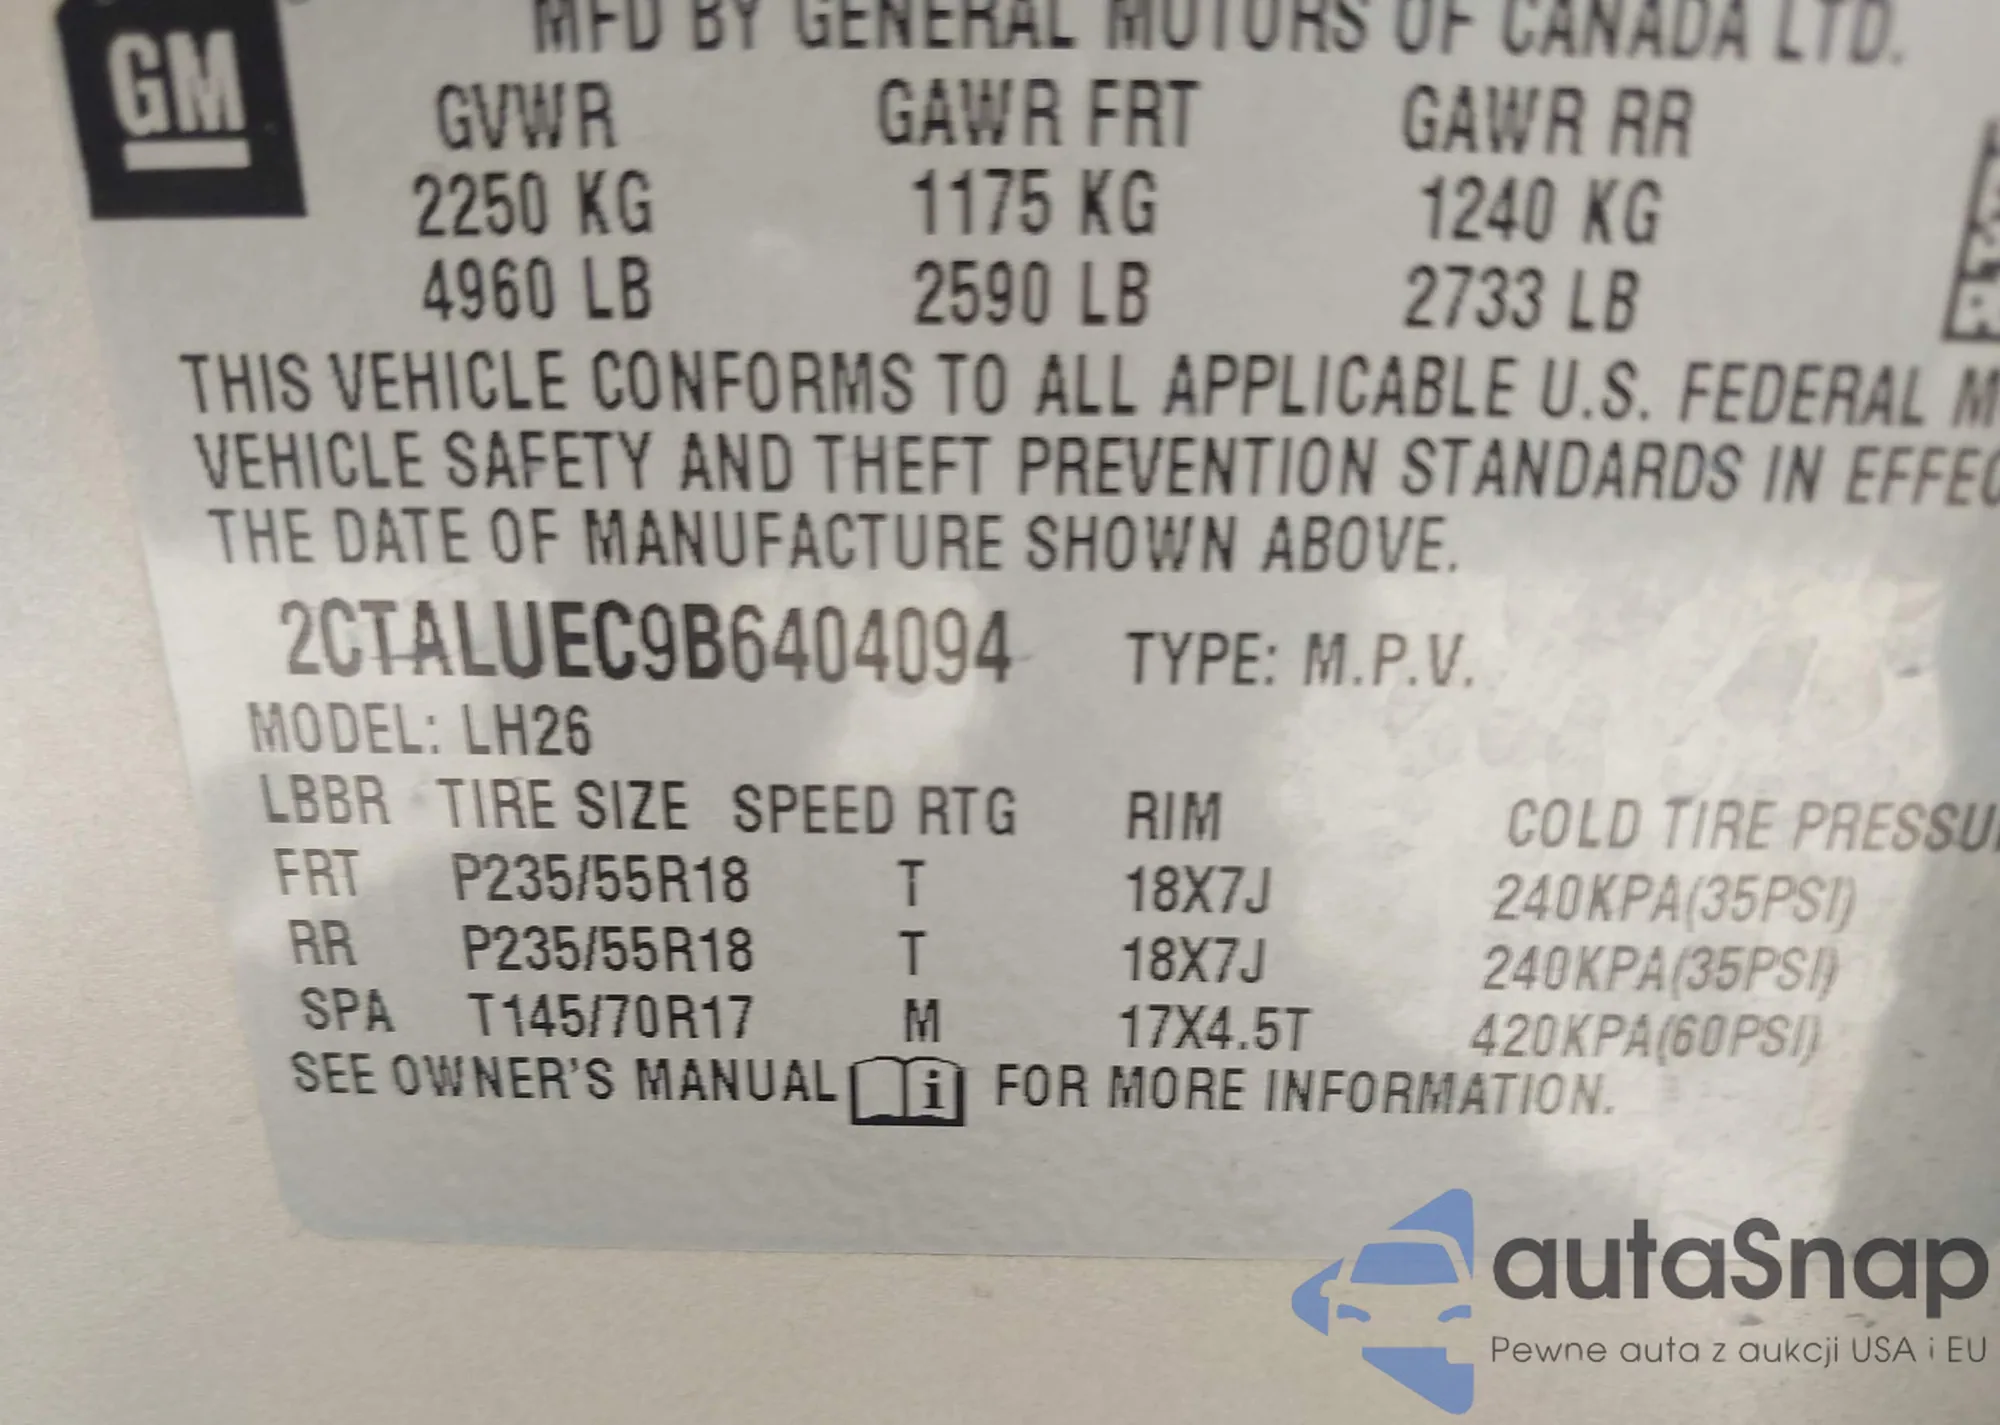 GM
MFD BY GENERAL MOTORS OF CANADA LTD.
GVWR GAWR FRT GAWR RR
2250 KG 1175 KG 1240 KG
4960 LB 2590 LB 2733 LB
THIS VEHICLE CONFORMS TO ALL APPLICABLE U.S. FEDERAL M
VEHICLE SAFETY AND THEFT PREVENTION STANDARDS IN EFFEC
THE DATE OF MANUFACTURE SHOWN ABOVE.
2CTALUEC9B6404094 TYPE: M.P.V.
MODEL: LH26
LBBR TIRE SIZE SPEED RTG RIM COLD TIRE PRESSU
FRT P235/55R18 T 18X7J 240KPA(35PSI)
RR P235/55R18 T 18X7J 240KPA(35PSI)
SPA T145/70R17 M 17X4.5T 420KPA(60PSI)
SEE OWNER'S MANUAL i FOR MORE INFORMATION.
autaSnap
Pewne auta z aukcji USA i EU